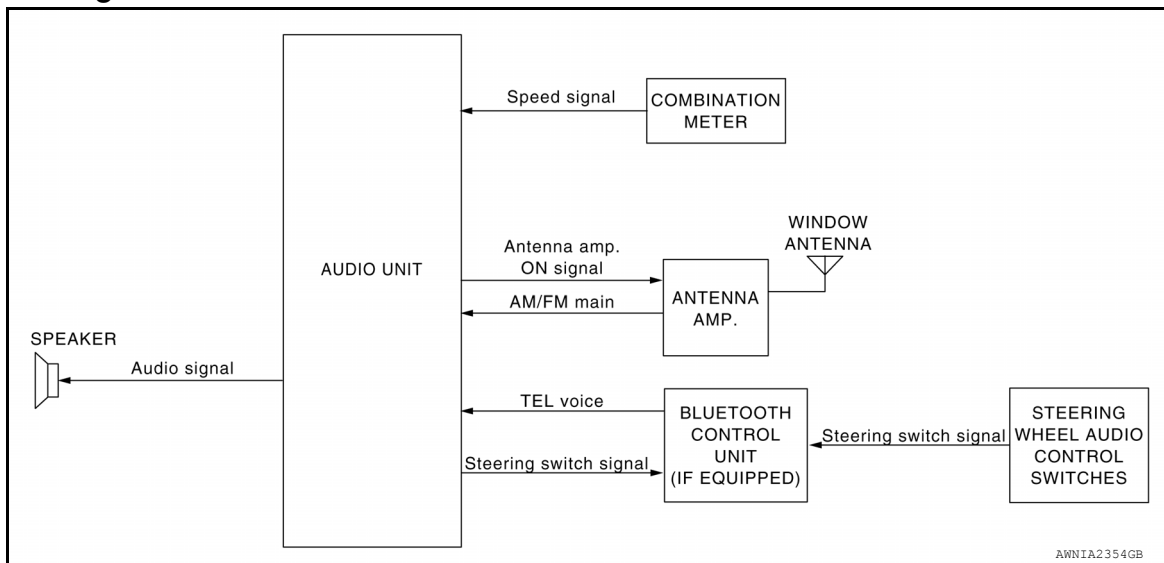 Speed signal
COMBINATION
METER
WINDOW
ANTENNA
Antenna amp.
ON signal
AUDIO UNIT
ANTENNA
AMP.
AM/FM main
SPEAKER
Audio signal
TEL voice
BLUETOOTH
CONTROL
UNIT
(IF EQUIPPED)
Steering switch signal
Steering switch signal
STEERING
WHEEL AUDIO
CONTROL
SWITCHES
AWNIA2354GB